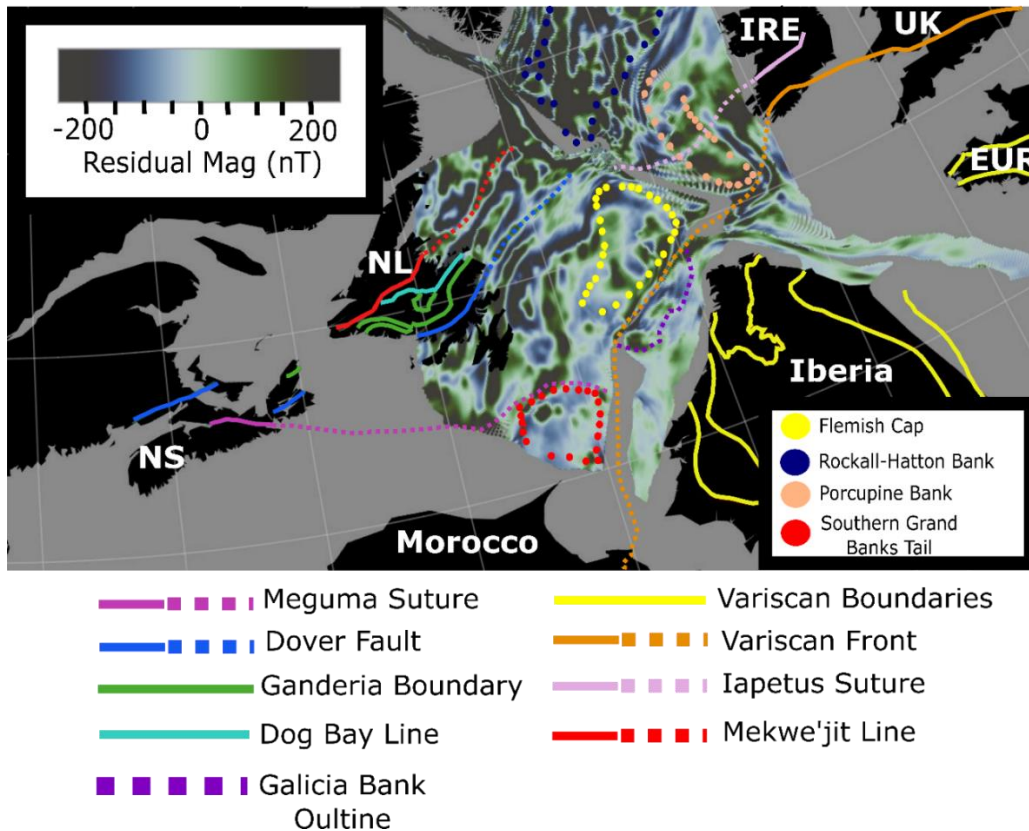 -200 0 200
Residual Mag (nT)
IRE
UK
EUR
NL
NS
Iberia
Morocco
Flemish Cap
Rockall-Hatton Bank
Porcupine Bank
Southern Grand
Banks Tail
Meguma Suture
Dover Fault
Ganderia Boundary
Dog Bay Line
Galicia Bank
Oultine
Variscan Boundaries
Variscan Front
Iapetus Suture
Mekwe'jit Line